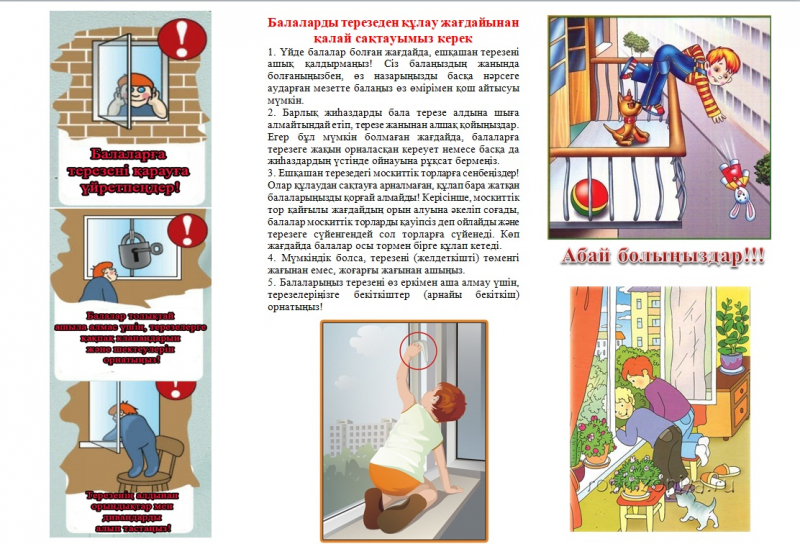 Балаларға
терезені қарауға
үйретпеңдер!
Балалар толықтай
ашыла алмас үшін, терезелерге
қақпақ клапандарын
және шектеулерін
орнатыңыз!
Терезенің алдынан
орындықтар мен
дивандарды
алып тастаңыз!
Балаларды терезеден құлау жағдайынан
қалай сақтауымыз керек
1. Үйде балалар болған жағдайда, ешқашан терезені
ашық қалдырмаңыз! Сіз балаңыздың жанында
болғаныңызбен, өз назарыңызды басқа нәрсеге
аударған мезетте балаңыз өз өмірімен қош айтысуы
мүмкін.
2. Барлық жиһаздарды бала терезе алдына шыға
алмайтындай етіп, терезе жанынан алшақ қойыңыздар.
Егер бұл мүмкін болмаған жағдайда, балаларға
терезеге жақын орналасқан кереует немесе басқа да
жиһаздардың үстінде ойнауына рұқсат бермеңіз.
3. Ешқашан терезедегі москиттік торларға сенбеңіздер!
Олар құлаудан сақтауға арналмаған, құлап бара жатқан
балаларыңызды қорғай алмайды! Керісінше, москиттік
тор қайғылы жағдайдың орын алуына әкеліп соғады,
балалар москиттік торларды қауіпсіз деп ойлайды және
терезеге сүйенгендей сол торларға сүйенеді. Көп
жағдайда балалар осы тормен бірге құлап кетеді.
4. Мүмкіндік болса, терезені (желдеткішті) төменгі
жағынан емес, жоғарғы жағынан ашыңыз.
5. Балаларыңыз терезені өз еркімен аша алмау үшін,
терезелеріңізге бекіткіштер (арнайы бекіткіш)
орнатыңыз!
Абай болыңыздар!!!